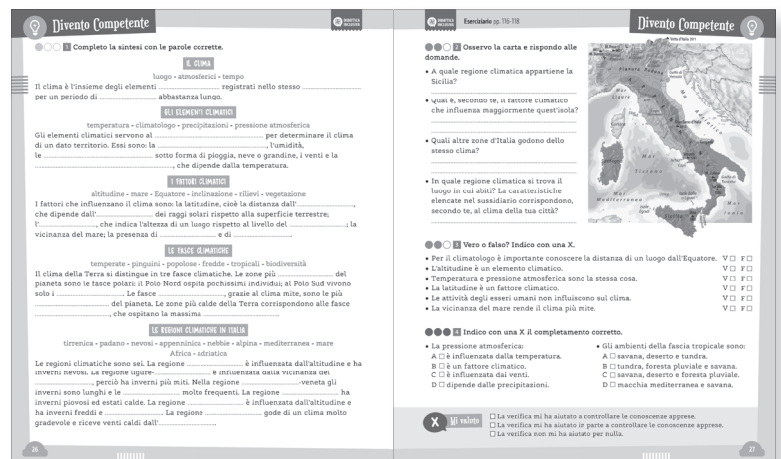 Divento Competente
DIDATTICA INCLUSIVA
1 Completo la sintesi con le parole corrette.
IL CLIMA
luogo - atmosferici - tempo
Il clima è l'insieme degli elementi ........................ registrati nello stesso ........................
per un periodo di ........................ abbastanza lungo.
GLI ELEMENTI CLIMATICI
temperatura - climatologo - precipitazioni - pressione atmosferica
Gli elementi climatici servono al ........................ per determinare il clima
di un dato territorio. Essi sono: la ........................, l'umidità,
le ........................ sotto forma di pioggia, neve o grandine, i venti e la
........................, che dipende dalla temperatura.
I FATTORI CLIMATICI
altitudine - mare - Equatore - inclinazione - rilievi - vegetazione
I fattori che influenzano il clima sono: la latitudine, cioè la distanza dall'........................,
che dipende dall'........................ dei raggi solari rispetto alla superficie terrestre;
l'........................, che indica l'altezza di un luogo rispetto al livello del ........................; la
vicinanza del mare; la presenza di ........................ e di ........................
LE FASCE CLIMATICHE
temperate - pinguini - popolose - fredde - tropicali - biodiversità
Il clima della Terra si distingue in tre fasce climatiche. Le zone più ........................ del
pianeta sono le fasce polari: il Polo Nord ospita pochissimi individui; al Polo Sud vivono
solo i ......................... Le fasce ........................, grazie al clima mite, sono le più
........................ del pianeta. Le zone più calde della Terra corrispondono alle fasce
........................, che ospitano la massima ........................
LE REGIONI CLIMATICHE IN ITALIA
tirrenica - padano - nevosi - appenninica - nebbie - alpina - mediterranea - mare
Africa - adriatica
Le regioni climatiche sono sei. La regione ........................ è influenzata dall'altitudine e ha
inverni nevosi. La regione ligure-........................ è influenzata dalla vicinanza del
........................, perciò ha inverni più miti. Nella regione ........................-veneta gli
inverni sono lunghi e le ........................ molto frequenti. La regione ........................ ha
inverni piovosi ed estati calde. La regione ........................ è influenzata dall'altitudine e
ha inverni freddi e ......................... La regione ........................ gode di un clima molto
gradevole e riceve venti caldi dall'........................
26
DIDATTICA INCLUSIVA
Eserciziario pp. 116-118
Divento Competente
2 Osservo la carta e rispondo alle
domande.
• A quale regione climatica appartiene la
Sicilia?
• Qual è, secondo te, il fattore climatico
che influenza maggiormente quest'isola?
• Quali altre zone d'Italia godono dello
stesso clima?
• In quale regione climatica si trova il
luogo in cui abiti? Le caratteristiche
elencate nel sussidiario corrispondono,
secondo te, al clima della tua città?
Vetta d'Italia 2911
Pianura Padana
Mar Ligure
Mar Adriatico
Mar Tirreno
Mar Mediterraneo
Mar Ionio
Sardegna
Sicilia
3 Vero o falso? Indico con una X.
• Per il climatologo è importante conoscere la distanza di un luogo dall'Equatore. V □ F □
• L'altitudine è un elemento climatico. V □ F □
• Temperatura e pressione atmosferica sono la stessa cosa. V □ F □
• La latitudine è un fattore climatico. V □ F □
• Le attività degli esseri umani non influiscono sul clima. V □ F □
• La vicinanza del mare rende il clima più mite. V □ F □
4 Indico con una X il completamento corretto.
• La pressione atmosferica:
A □ è influenzata dalla temperatura.
B □ è un fattore climatico.
C □ è influenzata dai venti.
D □ dipende dalle precipitazioni.
• Gli ambienti della fascia tropicale sono:
A □ savana, deserto e tundra.
B □ tundra, foresta pluviale e savana.
C □ savana, deserto e foresta pluviale.
D □ macchia mediterranea e savana.
X Mi valuto
□ La verifica mi ha aiutato a controllare le conoscenze apprese.
□ La verifica mi ha aiutato in parte a controllare le conoscenze apprese.
□ La verifica non mi ha aiutato per nulla.
27